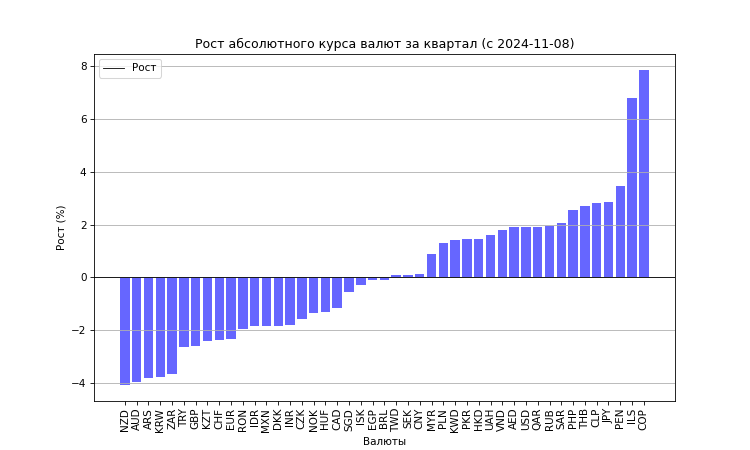 Рост абсолютного курса валют за квартал (с 2024-11-08)
Рост
8
6
4
2
0
−2
−4
Рост (%)
NZD AUD ARS KRW ZAR TRY GBP KZT CHF EUR RON IDR MXN DKK INR CZK NOK HUF CAD SGD ISK EGP BRL TWD SEK CNY MYR PLN KWD PKR HKD UAH VND AED USD QAR RUB SAR PHP THB CLP JPY PEN ILS COP
Валюты